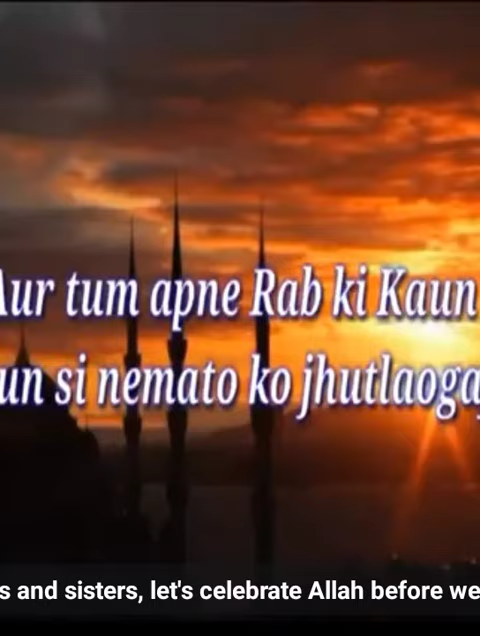 Aur tum apne Rab ki Kaun
un si nemato ko jhutlaoga
s and sisters, let's celebrate Allah before we